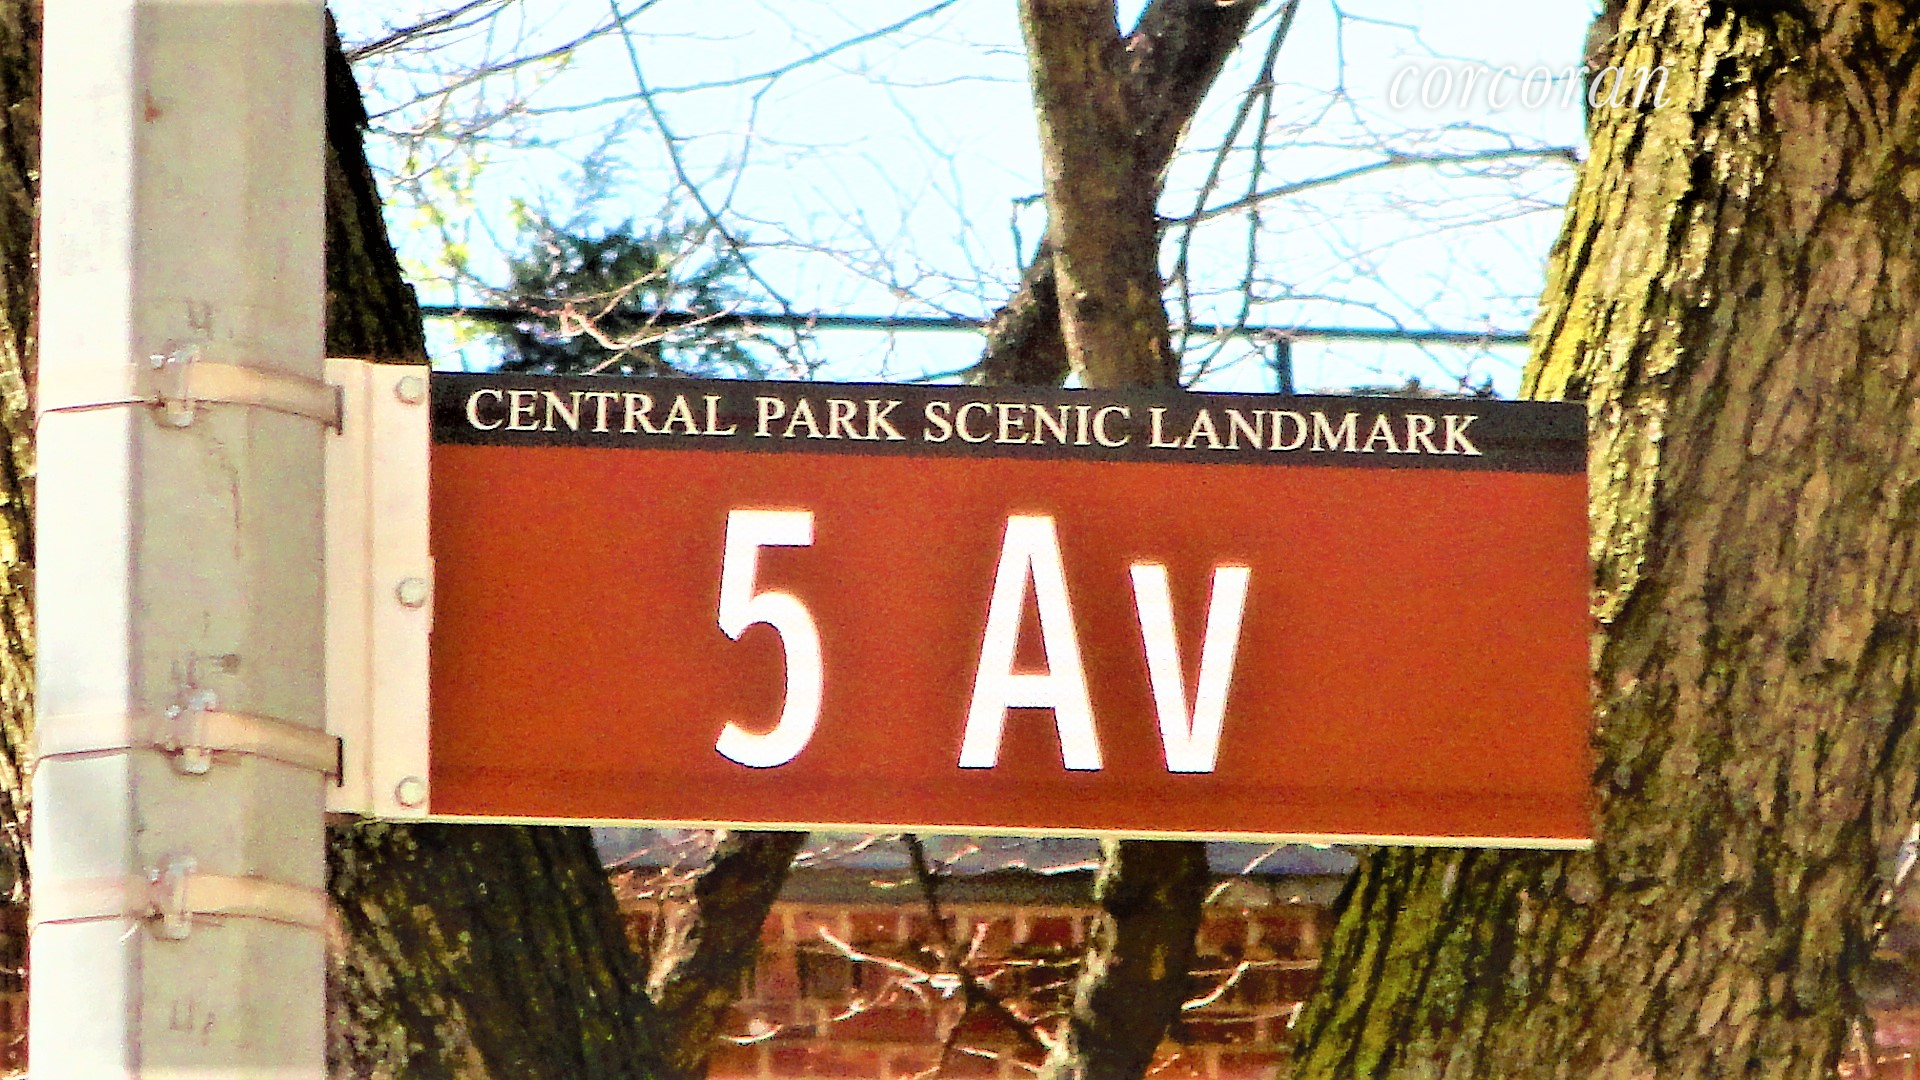 corcoran
CENTRAL PARK SCENIC LANDMARK
5 Av